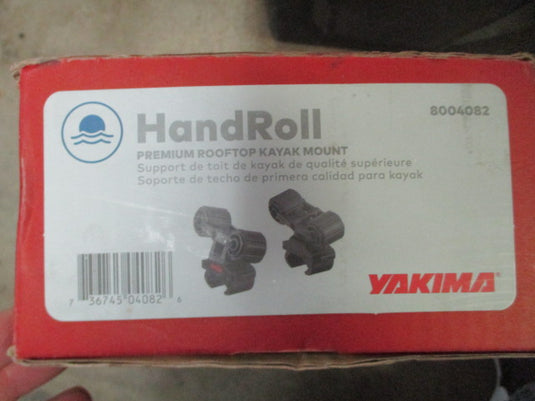 HandRoll
8004082
PREMIUM ROOFTOP KAYAK MOUNT
Support de toit de kayak de qualité supérieure
Soporte de techo de primera calidad para kayak
YAKIMA
7 36745 04082 6